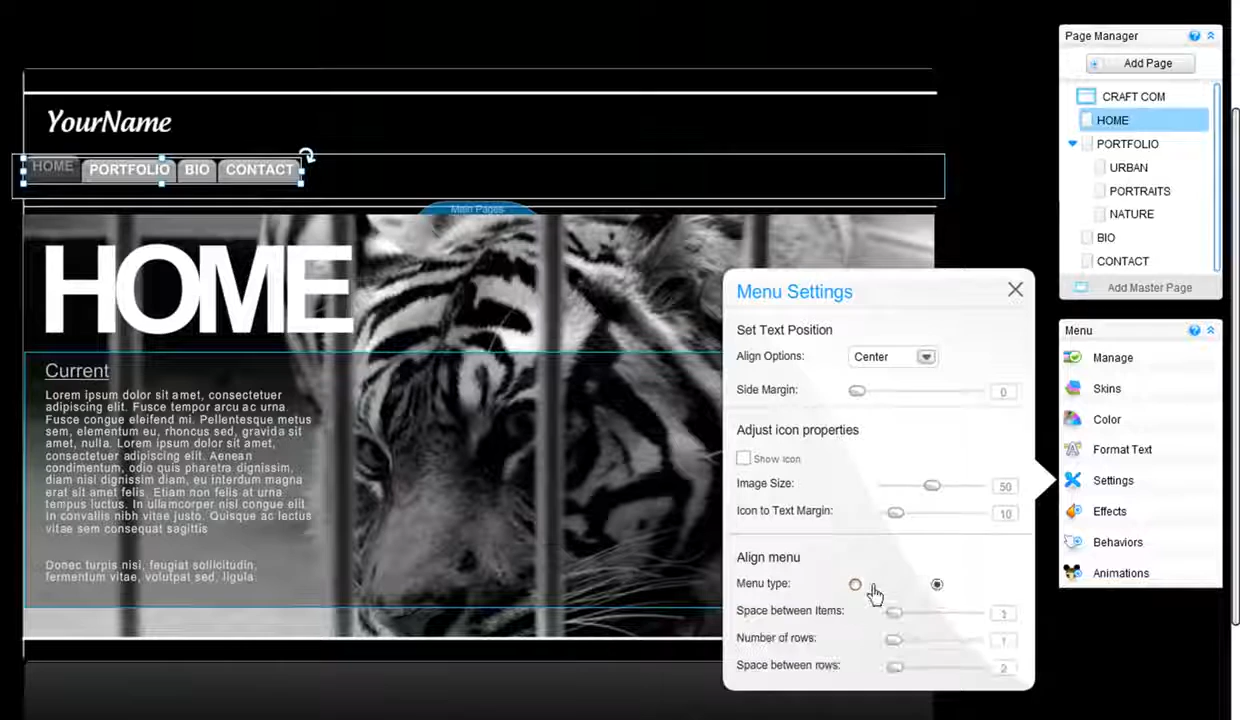 YourName
HOME PORTFOLIO BIO CONTACT
Main Pages
HOME
Current
Lorem ipsum dolor sit amet, consectetuer
adipiscing elit. Fusce tempor arcu ac urna.
Fusce congue eleifend mi. Pellentesque metus
sem, elementum eu, rhoncus sed, gravida sit
amet, nulla. Lorem ipsum dolor sit amet,
consectetuer adipiscing elit. Aenean
condimentum, odio quis pharetra dignissim,
diam nisi dignissim diam, eu interdum magna
erat sit amet felis. Etiam non felis at urna
tempus luctus. In ullamcorper nisl congue elit.
In convallis nibh vitae justo. Quisque ac lectus
vitae sem consequat sagittis
Donec turpis nisi, feugiat sollicitudin,
fermentum vitae, volutpat sed, ligula.
Menu Settings
Set Text Position
Align Options: Center
Side Margin: 0
Adjust icon properties
Show Icon
Image Size: 50
Icon to Text Margin: 10
Align menu
Menu type:
Space between Items:
Number of rows: 1
Space between rows: 2
Page Manager
Add Page
CRAFT COM
HOME
PORTFOLIO
URBAN
PORTRAITS
NATURE
BIO
CONTACT
Add Master Page
Menu
Manage
Skins
Color
Format Text
Settings
Effects
Behaviors
Animations